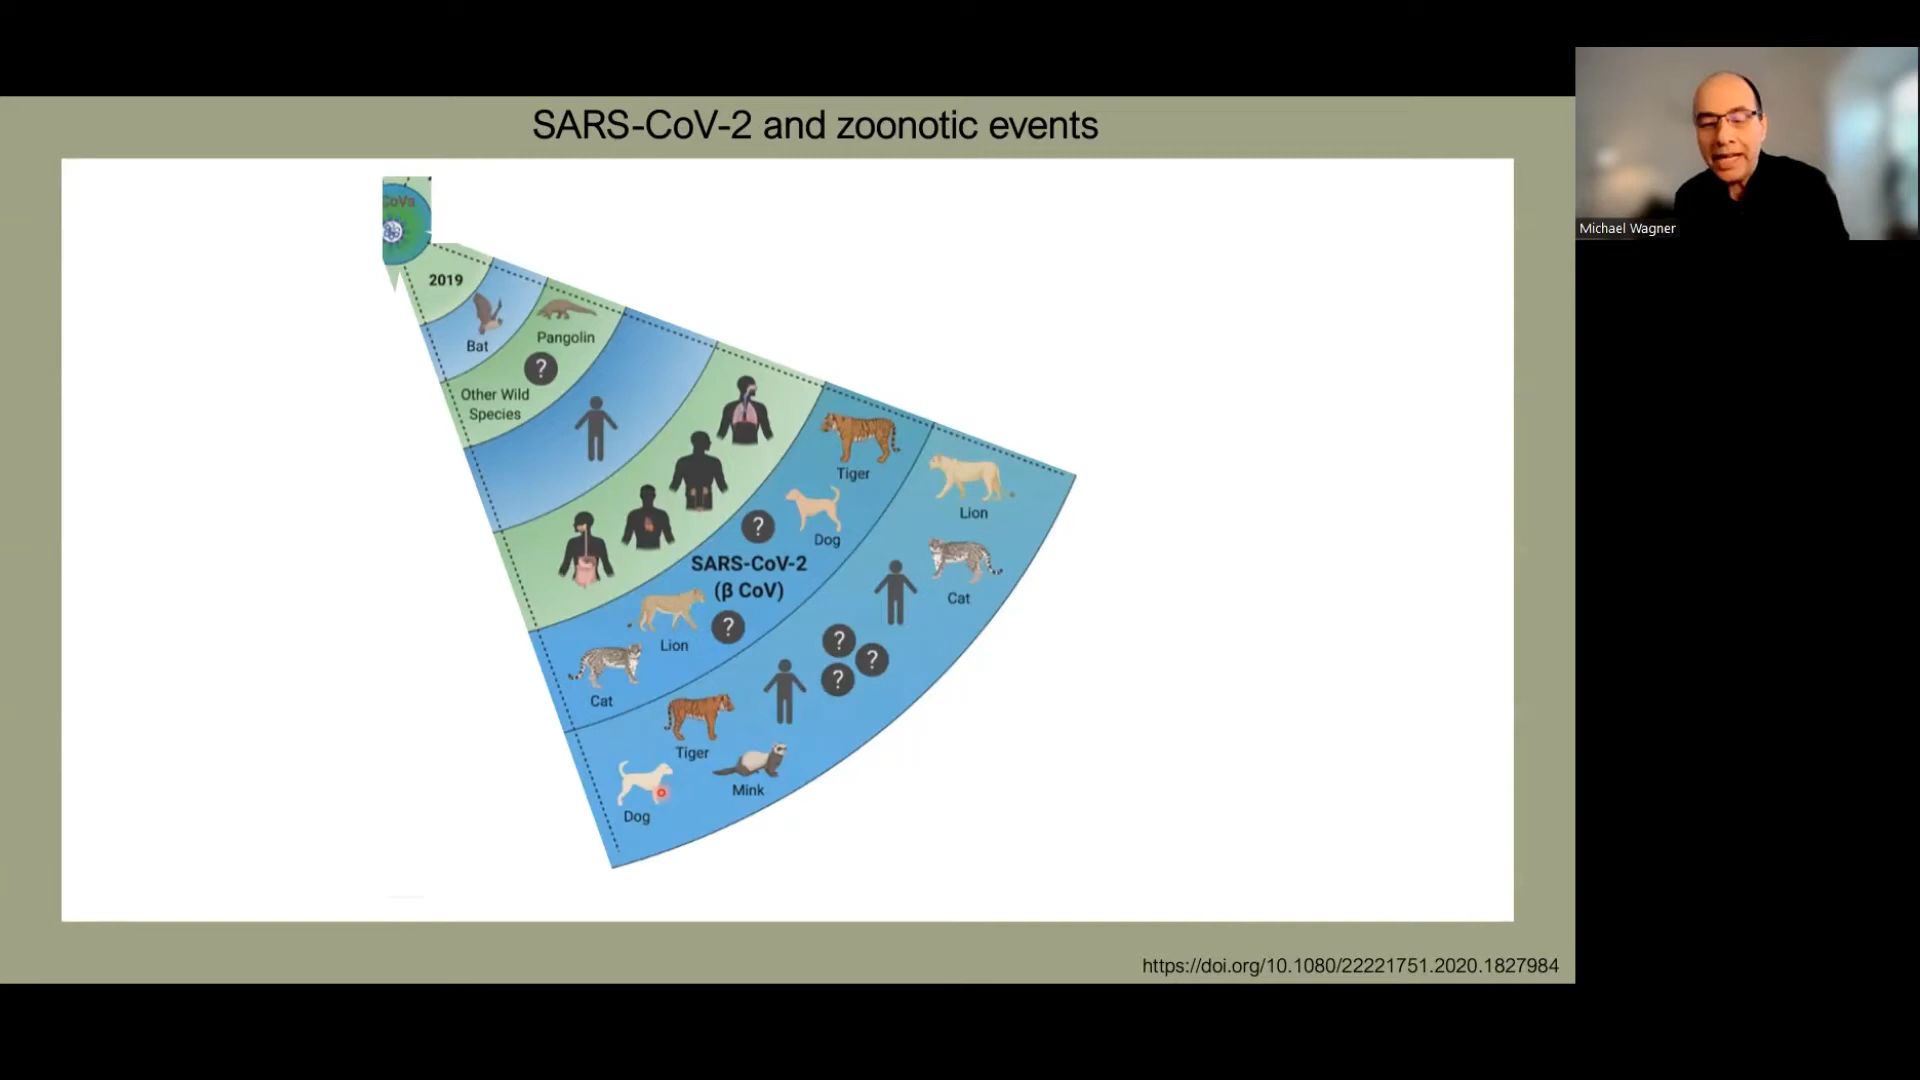 SARS-CoV-2 and zoonotic events
Michael Wagner
CoVs
2019
Bat
Pangolin
?
Other Wild
Species
Tiger
Dog
?
SARS-CoV-2
(β CoV)
Lion
?
Cat
Lion
Cat
?
?
?
Tiger
Mink
Dog
https://doi.org/10.1080/22221751.2020.1827984